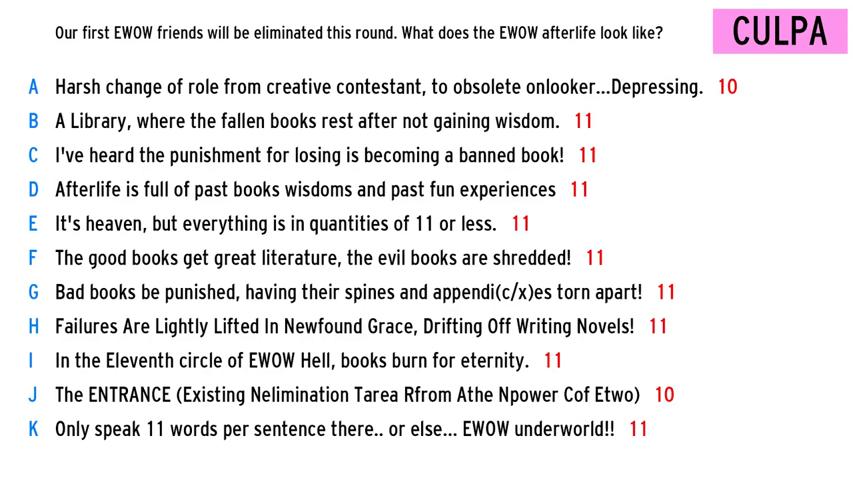 Our first EWOW friends will be eliminated this round. What does the EWOW afterlife look like?
CULPA
A Harsh change of role from creative contestant, to obsolete onlooker...Depressing. 10
B A Library, where the fallen books rest after not gaining wisdom. 11
C I've heard the punishment for losing is becoming a banned book! 11
D Afterlife is full of past books wisdoms and past fun experiences 11
E It's heaven, but everything is in quantities of 11 or less. 11
F The good books get great literature, the evil books are shredded! 11
G Bad books be punished, having their spines and appendi(c/x)es torn apart! 11
H Failures Are Lightly Lifted In Newfound Grace, Drifting Off Writing Novels! 11
I In the Eleventh circle of EWOW Hell, books burn for eternity. 11
J The ENTRANCE (Existing Nelimination Tarea Rfrom Athe Npower Cof Etwo) 10
K Only speak 11 words per sentence there.. or else... EWOW underworld!! 11